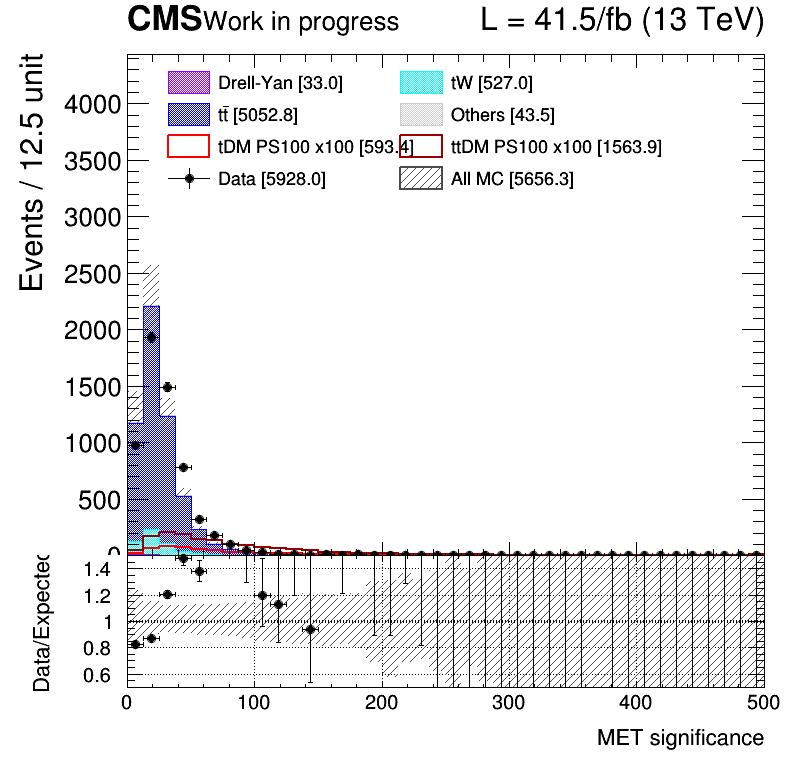 CMS Work in progress L = 41.5/fb (13 TeV)
Drell-Yan [33.0] tW [527.0]
tt̄ [5052.8] Others [43.5]
tDM PS100 x100 [593.4] ttDM PS100 x100 [1563.9]
Data [5928.0] All MC [5656.3]
Events / 12.5 unit
4000
3500
3000
2500
2000
1500
1000
500
0
Data/Expected
1.4
1.2
1
0.8
0.6
0 100 200 300 400 500
MET significance